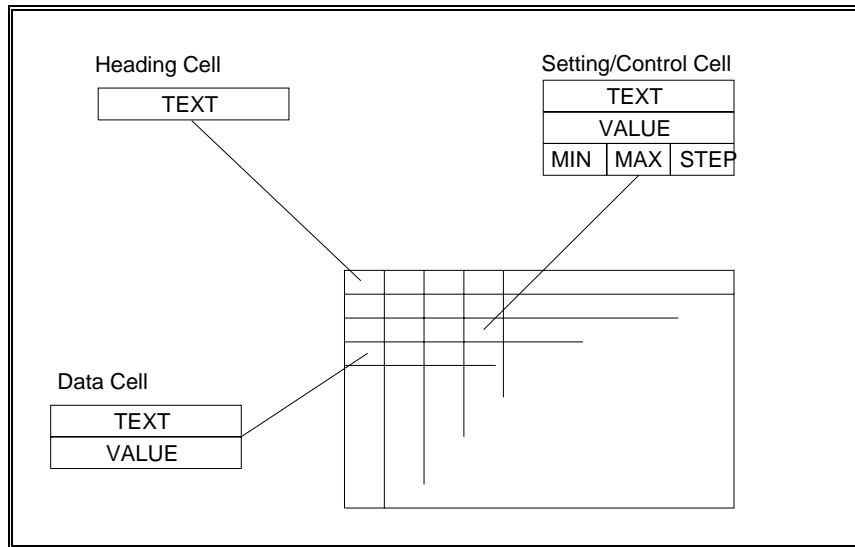 Heading Cell
TEXT
Setting/Control Cell
TEXT
VALUE
MIN MAX STEP
Data Cell
TEXT
VALUE